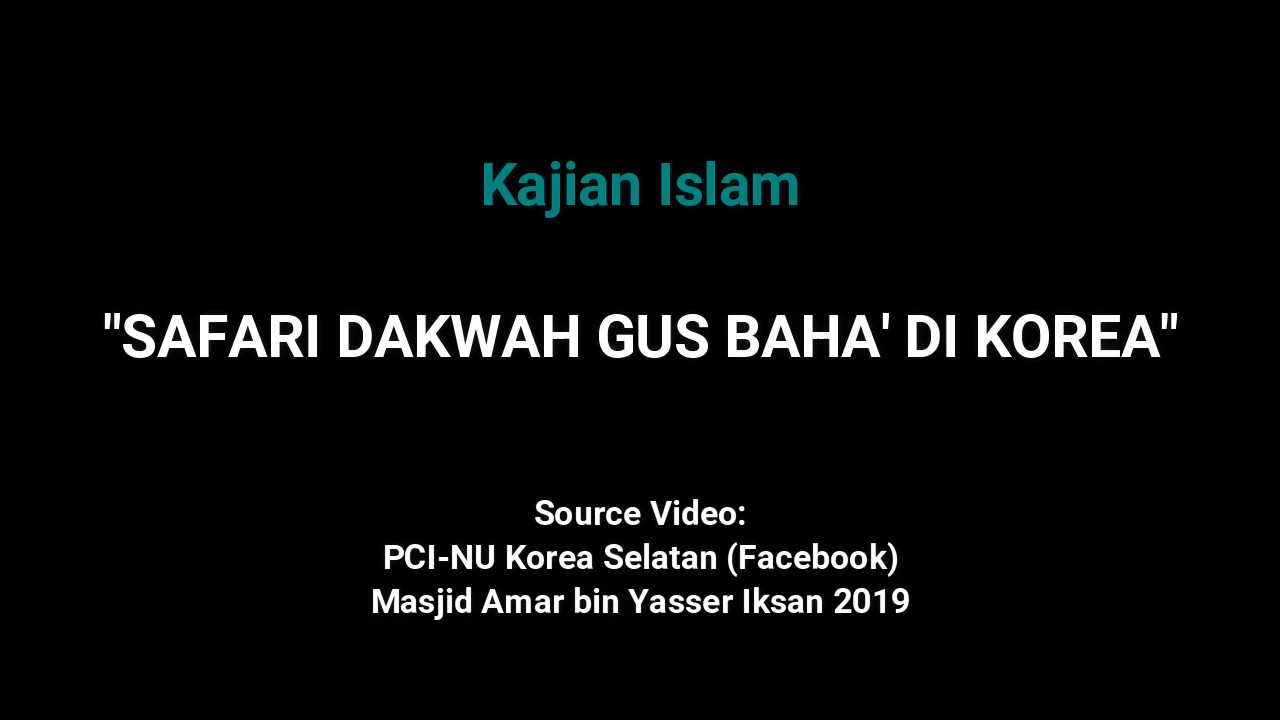 Kajian Islam
"SAFARI DAKWAH GUS BAHA' DI KOREA"
Source Video:
PCI-NU Korea Selatan (Facebook)
Masjid Amar bin Yasser Iksan 2019